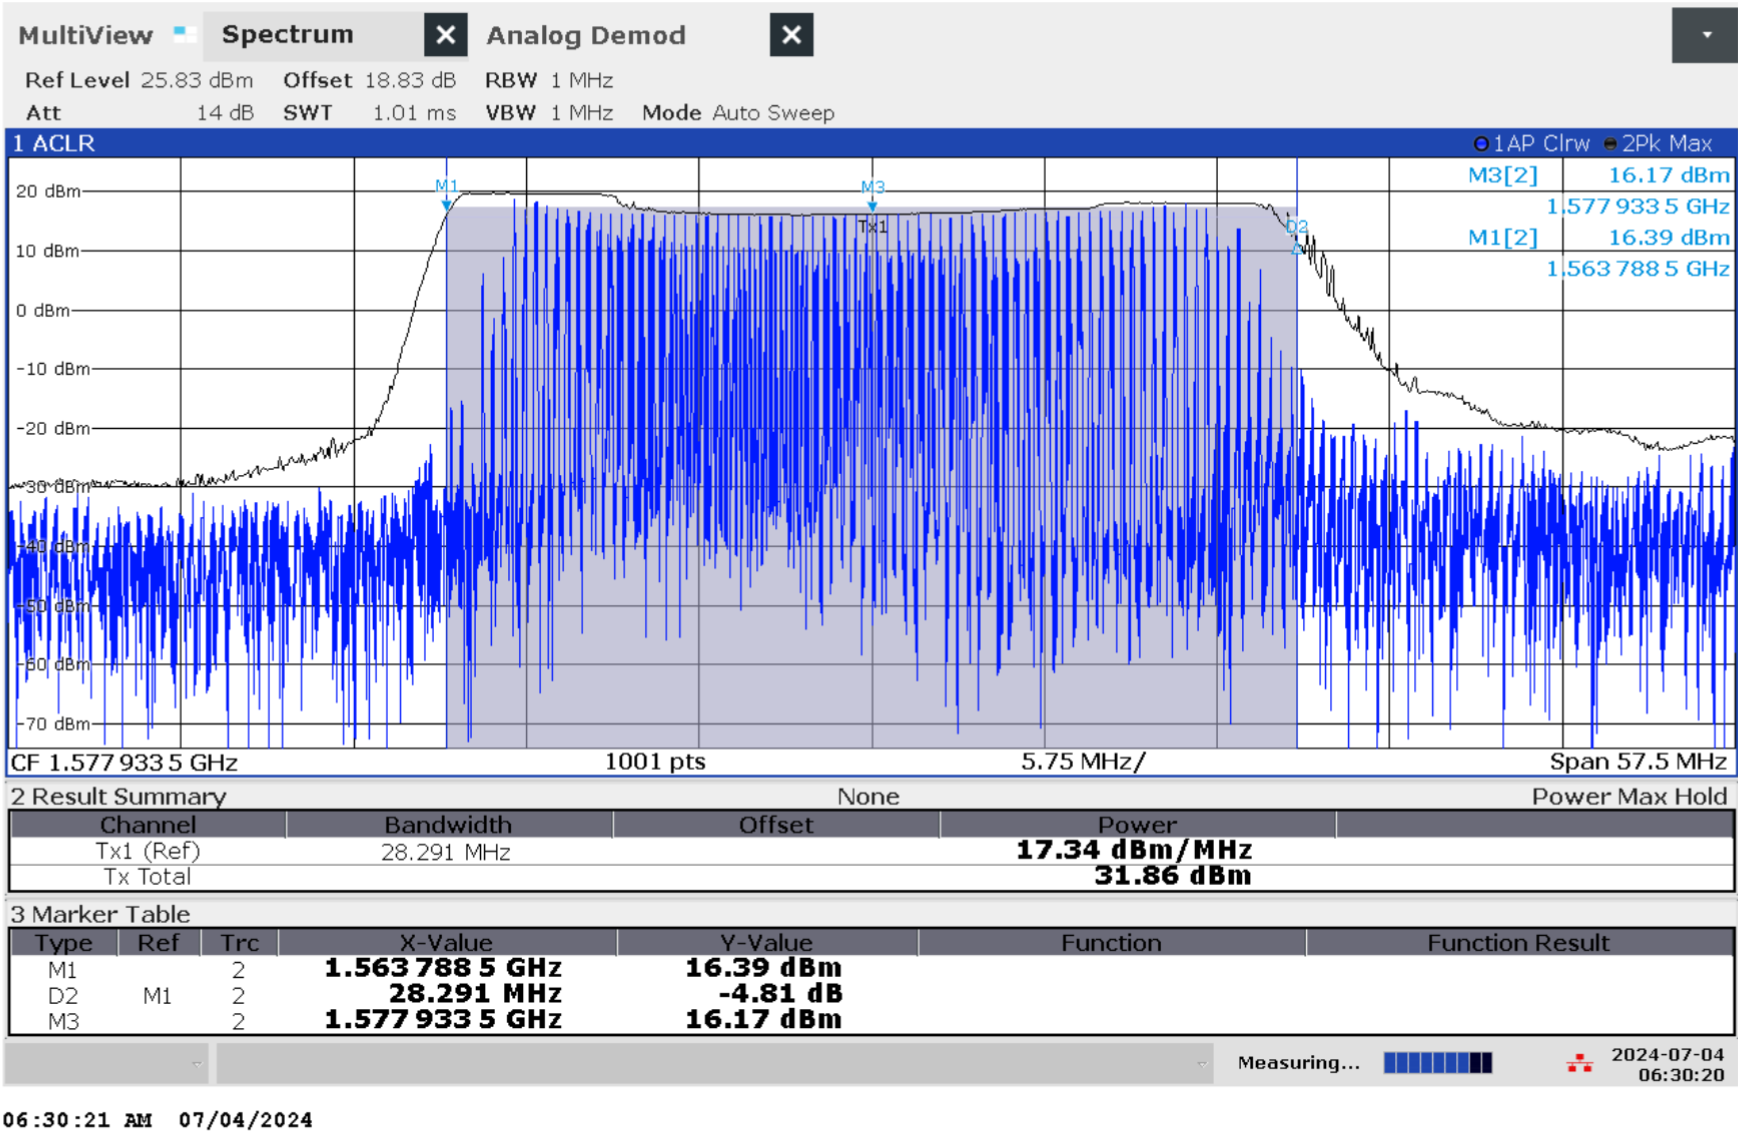 MultiView Spectrum X Analog Demod X
Ref Level 25.83 dBm Offset 18.83 dB RBW 1 MHz
Att 14 dB SWT 1.01 ms VBW 1 MHz Mode Auto Sweep
1 ACLR 1AP Clrw 2Pk Max
M3[2] 16.17 dBm
1.577 933 5 GHz
M1[2] 16.39 dBm
1.563 788 5 GHz
M1 M3
Tx1
D2
20 dBm
10 dBm
0 dBm
-10 dBm
-20 dBm
-30 dBm
-40 dBm
-50 dBm
-60 dBm
-70 dBm
CF 1.577 933 5 GHz 1001 pts 5.75 MHz/ Span 57.5 MHz
2 Result Summary None Power Max Hold
Channel Bandwidth Offset Power
Tx1 (Ref) 28.291 MHz 17.34 dBm/MHz
Tx Total 31.86 dBm
3 Marker Table
Type Ref Trc X-Value Y-Value Function Function Result
M1 2 1.563 788 5 GHz 16.39 dBm
D2 M1 2 28.291 MHz -4.81 dB
M3 2 1.577 933 5 GHz 16.17 dBm
Measuring... 2024-07-04
06:30:20
06:30:21 AM 07/04/2024